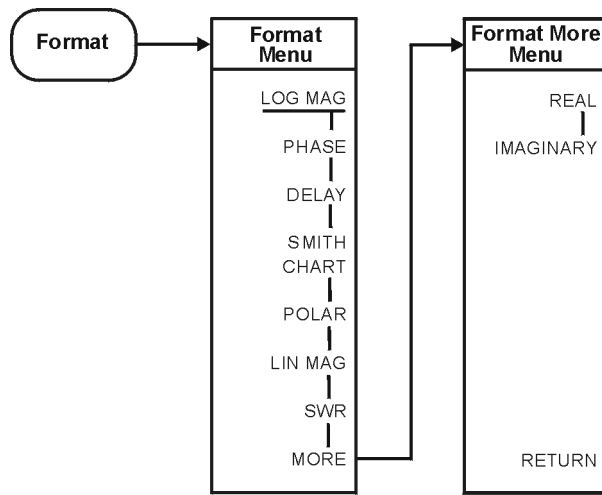 Format
Format
Menu
LOG MAG
PHASE
DELAY
SMITH
CHART
POLAR
LIN MAG
SWR
MORE
Format More
Menu
REAL
IMAGINARY
RETURN